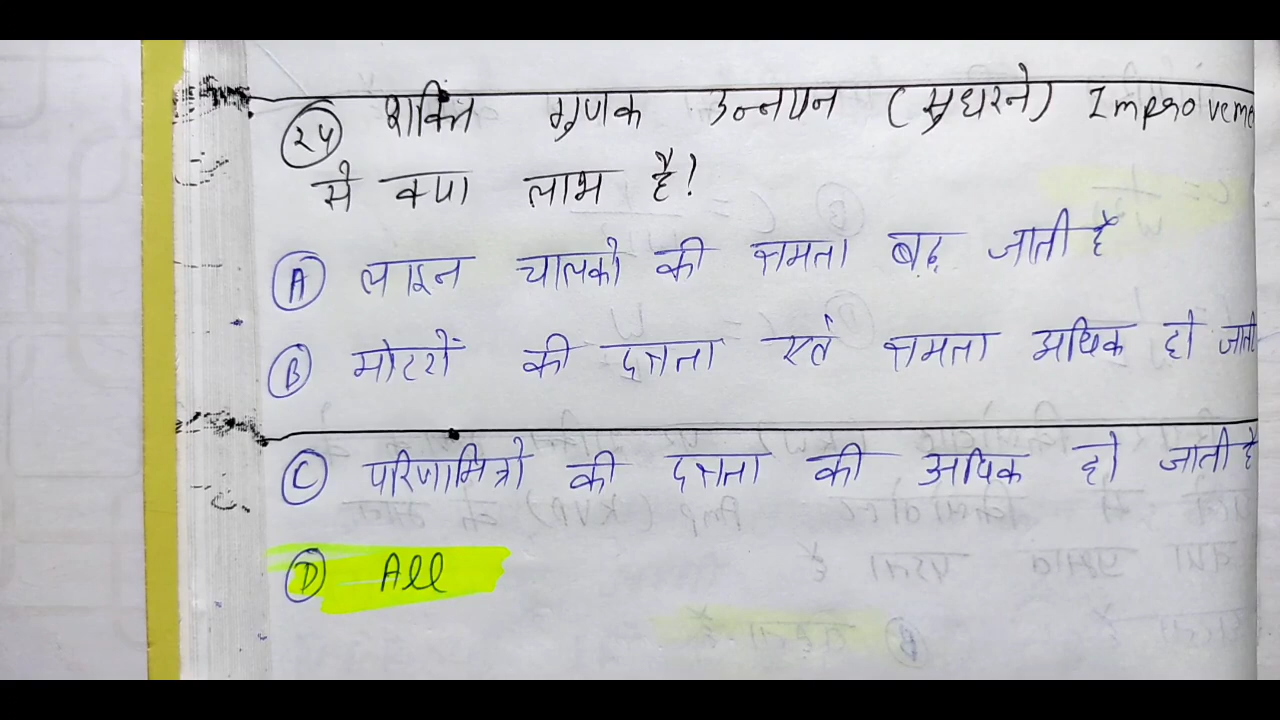 २५ शक्ति गुणक उन्नयन (सुधरने) Improveme
से क्या लाभ है?
A लाइन चालको की क्षमता बढ़ जाती है
B मोटरों की दक्षता एवं क्षमता अधिक हो जाती
C परिणामित्रो की दक्षता की अधिक हो जाती है
D All